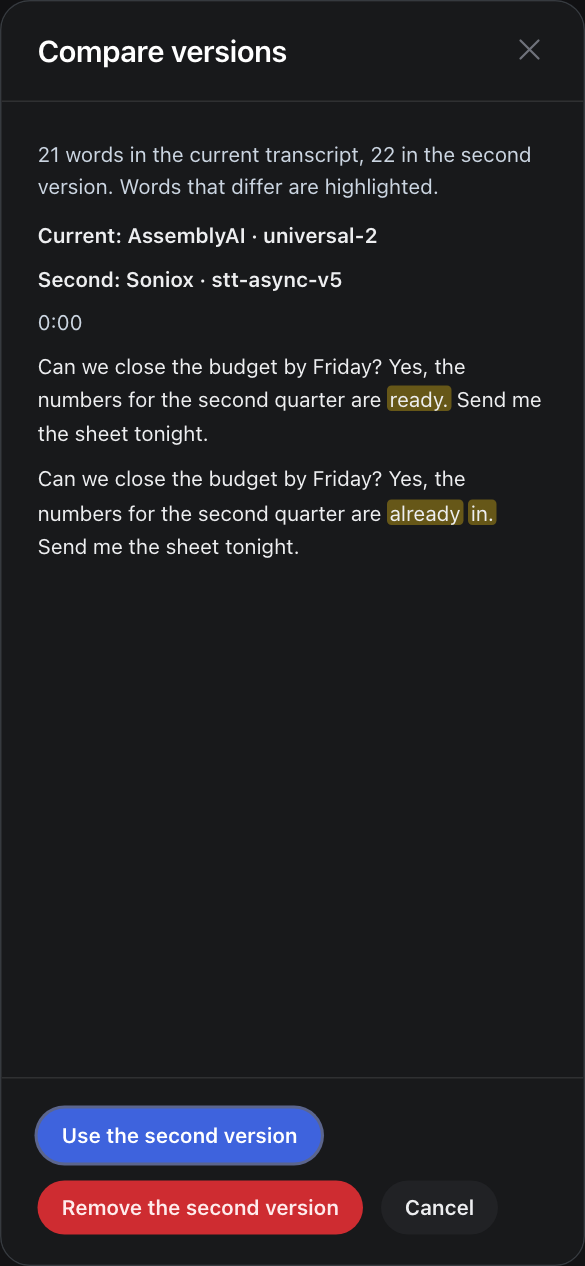 Compare versions
21 words in the current transcript, 22 in the second
version. Words that differ are highlighted.
Current: AssemblyAI · universal-2
Second: Soniox · stt-async-v5
0:00
Can we close the budget by Friday? Yes, the
numbers for the second quarter are ready. Send me
the sheet tonight.
Can we close the budget by Friday? Yes, the
numbers for the second quarter are already in.
Send me the sheet tonight.
Use the second version
Remove the second version
Cancel